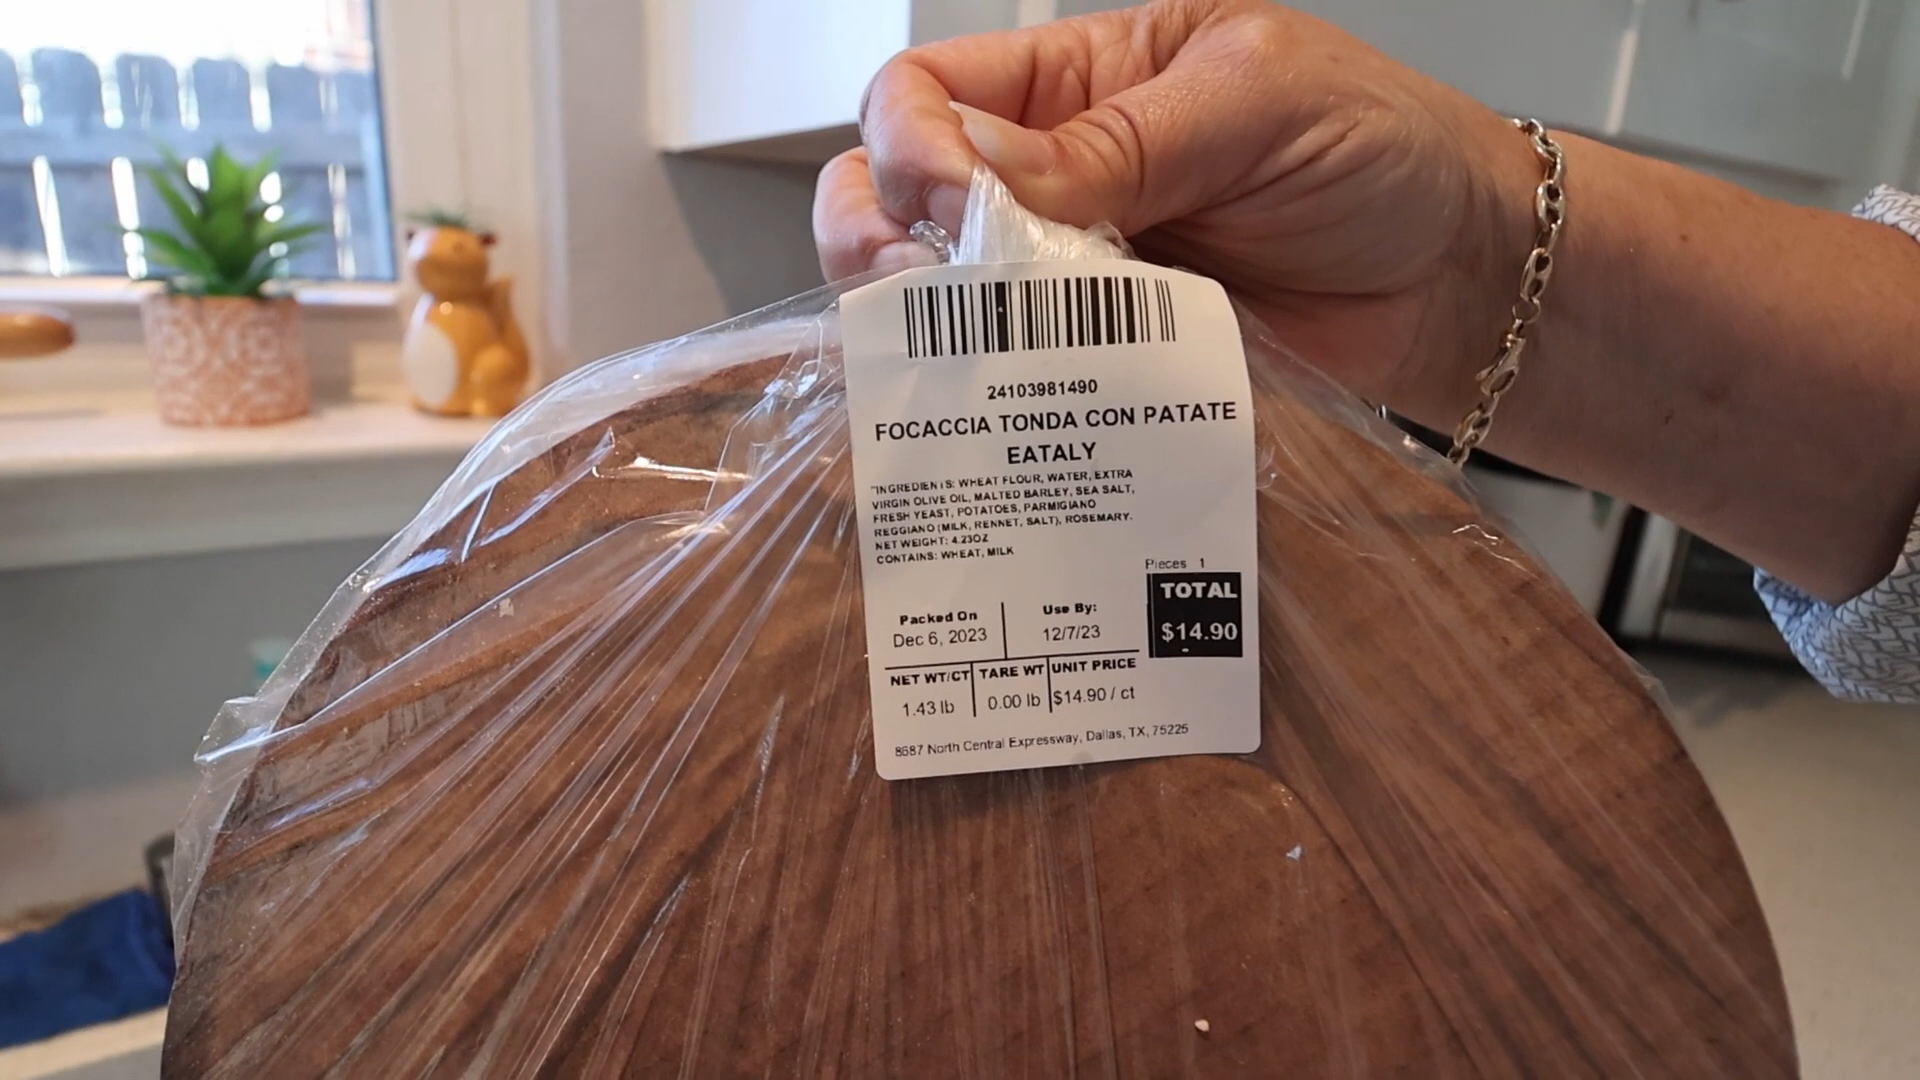 24103981490
FOCACCIA TONDA CON PATATE
EATALY
"INGREDIENTS: WHEAT FLOUR, WATER, EXTRA
VIRGIN OLIVE OIL, MALTED BARLEY, SEA SALT,
FRESH YEAST, POTATOES, PARMIGIANO
REGGIANO (MILK, RENNET, SALT), ROSEMARY.
NET WEIGHT: 4.23OZ
CONTAINS: WHEAT, MILK
Pieces 1
TOTAL
$14.90
Packed On
Dec 6, 2023
Use By:
12/7/23
NET WT/CT
1.43 lb
TARE WT
0.00 lb
UNIT PRICE
$14.90 / ct
8687 North Central Expressway, Dallas, TX, 75225